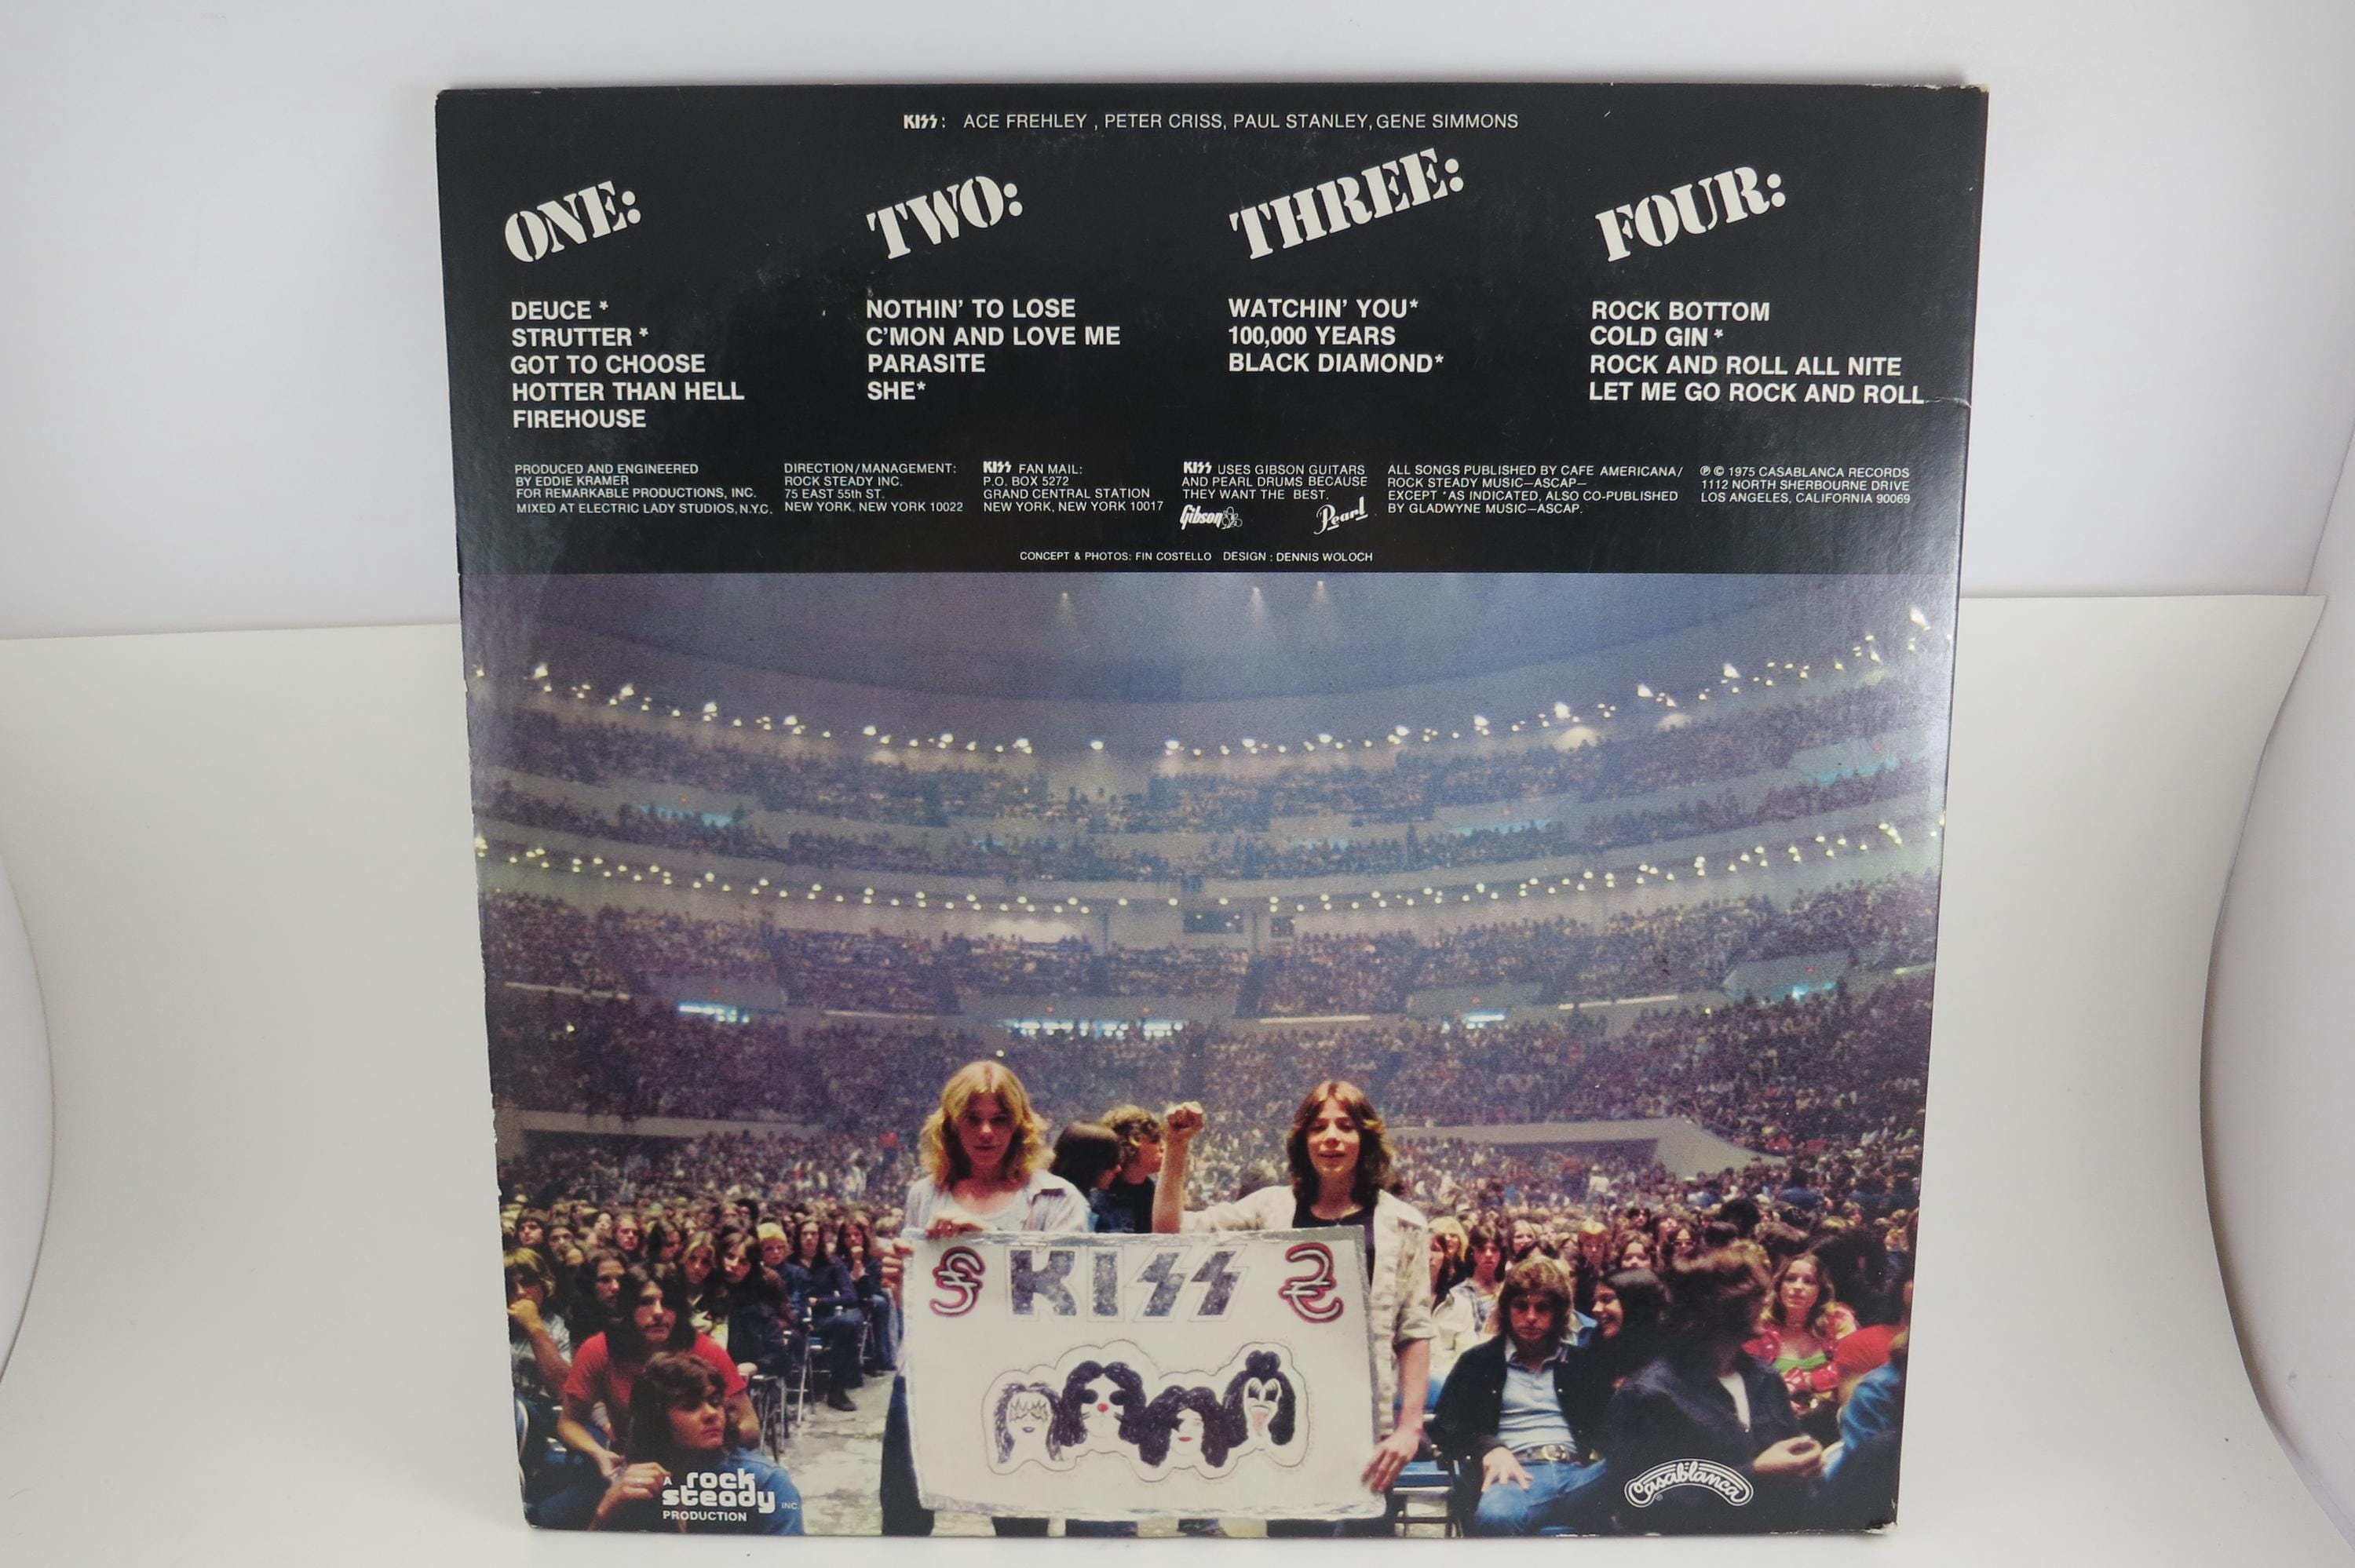 KISS: ACE FREHLEY , PETER CRISS, PAUL STANLEY, GENE SIMMONS
ONE:
DEUCE *
STRUTTER *
GOT TO CHOOSE
HOTTER THAN HELL
FIREHOUSE
TWO:
NOTHIN' TO LOSE
C'MON AND LOVE ME
PARASITE
SHE*
THREE:
WATCHIN' YOU*
100,000 YEARS
BLACK DIAMOND*
FOUR:
ROCK BOTTOM
COLD GIN *
ROCK AND ROLL ALL NITE
LET ME GO ROCK AND ROLL
PRODUCED AND ENGINEERED
BY EDDIE KRAMER
FOR REMARKABLE PRODUCTIONS, INC.
MIXED AT ELECTRIC LADY STUDIOS, N.Y.C.
DIRECTION/MANAGEMENT:
ROCK STEADY INC.
75 EAST 55th ST.
NEW YORK, NEW YORK 10022
KISS FAN MAIL:
P.O. BOX 5272
GRAND CENTRAL STATION
NEW YORK, NEW YORK 10017
KISS USES GIBSON GUITARS
AND PEARL DRUMS BECAUSE
THEY WANT THE BEST.
Gibson Pearl
ALL SONGS PUBLISHED BY CAFE AMERICANA/
ROCK STEADY MUSIC—ASCAP—
EXCEPT *AS INDICATED, ALSO CO-PUBLISHED
BY GLADWYNE MUSIC—ASCAP.
℗ © 1975 CASABLANCA RECORDS
1112 NORTH SHERBOURNE DRIVE
LOS ANGELES, CALIFORNIA 90069
CONCEPT & PHOTOS: FIN COSTELLO DESIGN : DENNIS WOLOCH
KISS
A rock
steady INC.
PRODUCTION
Casablanca ®